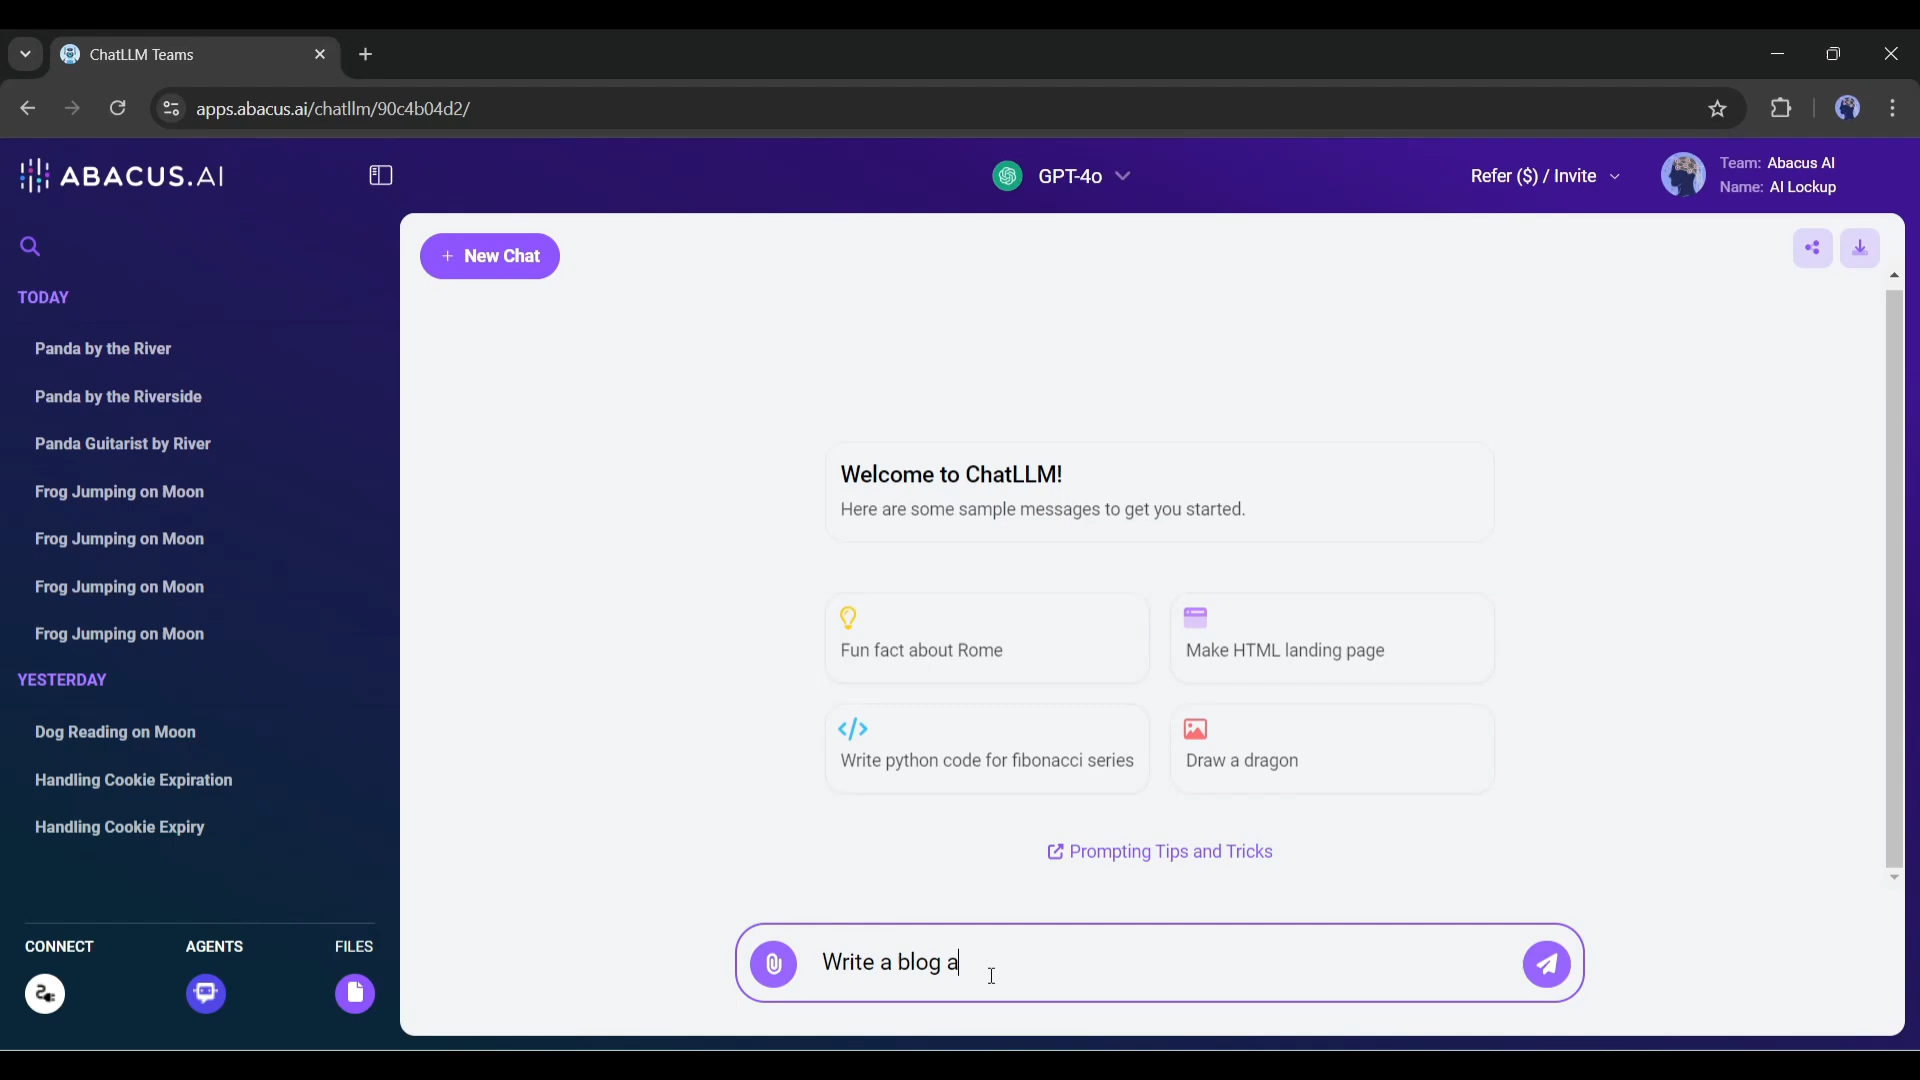 ChatLLM Teams
apps.abacus.ai/chatllm/90c4b04d2/
ABACUS.AI
GPT-4o
Refer ($) / Invite
Team: Abacus AI
Name: AI Lockup
+ New Chat
TODAY
Panda by the River
Panda by the Riverside
Panda Guitarist by River
Frog Jumping on Moon
Frog Jumping on Moon
Frog Jumping on Moon
Frog Jumping on Moon
YESTERDAY
Dog Reading on Moon
Handling Cookie Expiration
Handling Cookie Expiry
CONNECT
AGENTS
FILES
Welcome to ChatLLM!
Here are some sample messages to get you started.
Fun fact about Rome
Make HTML landing page
Write python code for fibonacci series
Draw a dragon
Prompting Tips and Tricks
Write a blog a